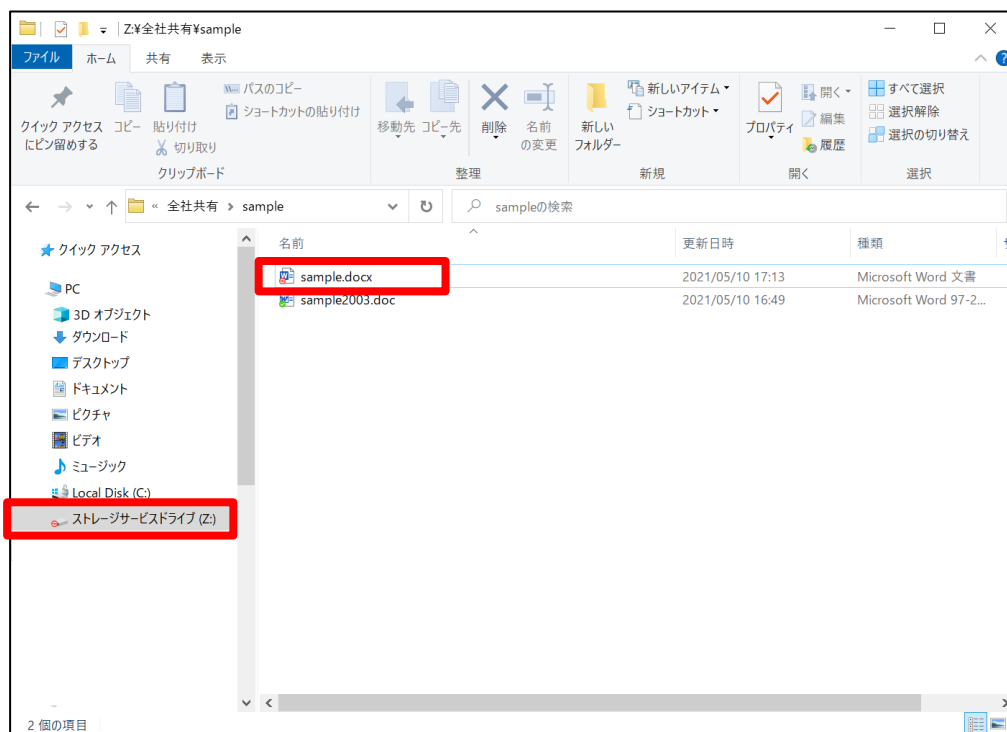 Z:¥全社共有¥sample
ファイル ホーム 共有 表示
クイック アクセス
にピン留めする
コピー
貼り付け
パスのコピー
ショートカットの貼り付け
切り取り
クリップボード
移動先 コピー先
削除
名前
の変更
整理
新しい
フォルダー
新しいアイテム
ショートカット
新規
プロパティ
開く
編集
履歴
開く
すべて選択
選択解除
選択の切り替え
選択
« 全社共有 › sample
sampleの検索
クイック アクセス
PC
3D オブジェクト
ダウンロード
デスクトップ
ドキュメント
ピクチャ
ビデオ
ミュージック
Local Disk (C:)
ストレージサービスドライブ (Z:)
名前 更新日時 種類
sample.docx 2021/05/10 17:13 Microsoft Word 文書
sample2003.doc 2021/05/10 16:49 Microsoft Word 97-2...
2 個の項目